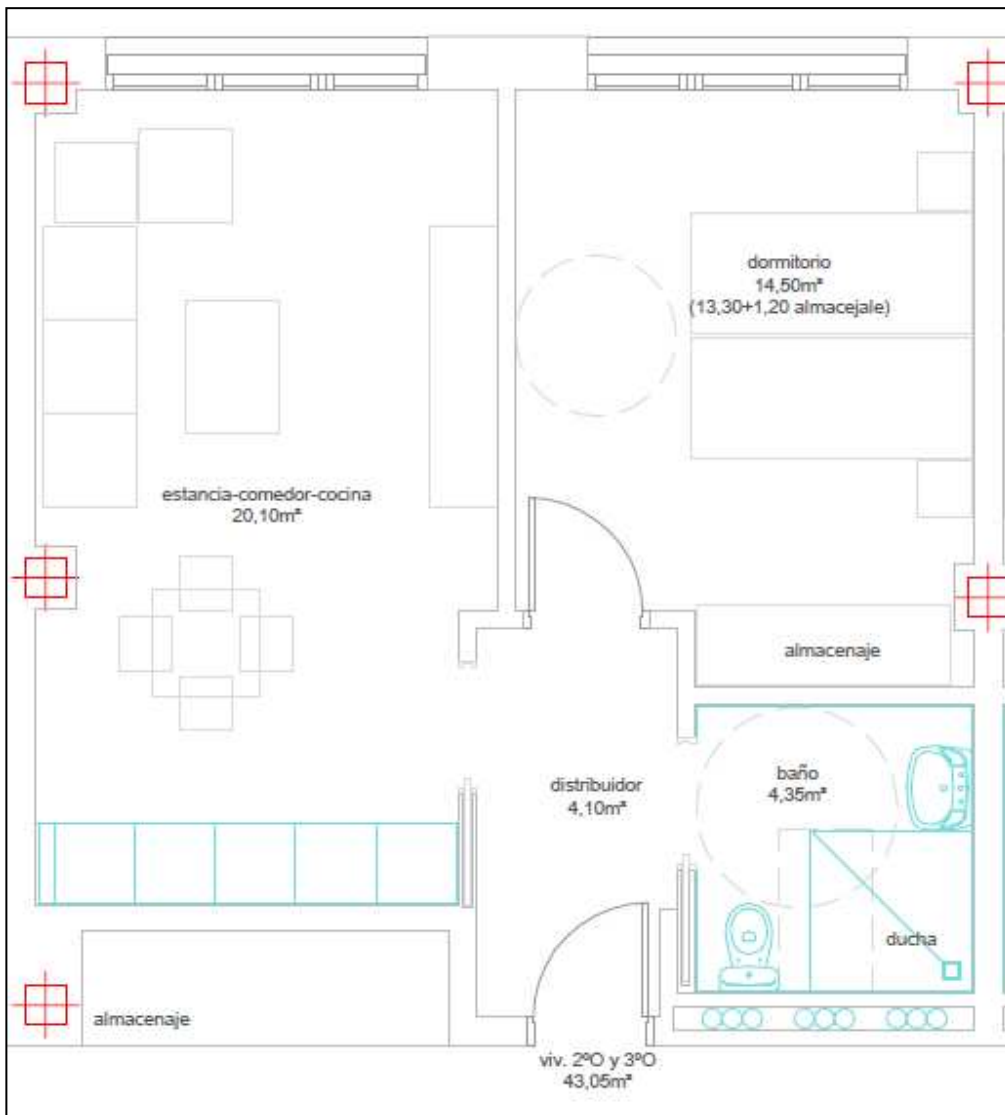 dormitorio
14,50m²
(13,30+1,20 almacejale)
estancia-comedor-cocina
20,10m²
almacenaje
distribuidor
4,10m²
baño
4,35m²
ducha
almacenaje
viv. 2ºO y 3ºO
43,05m²